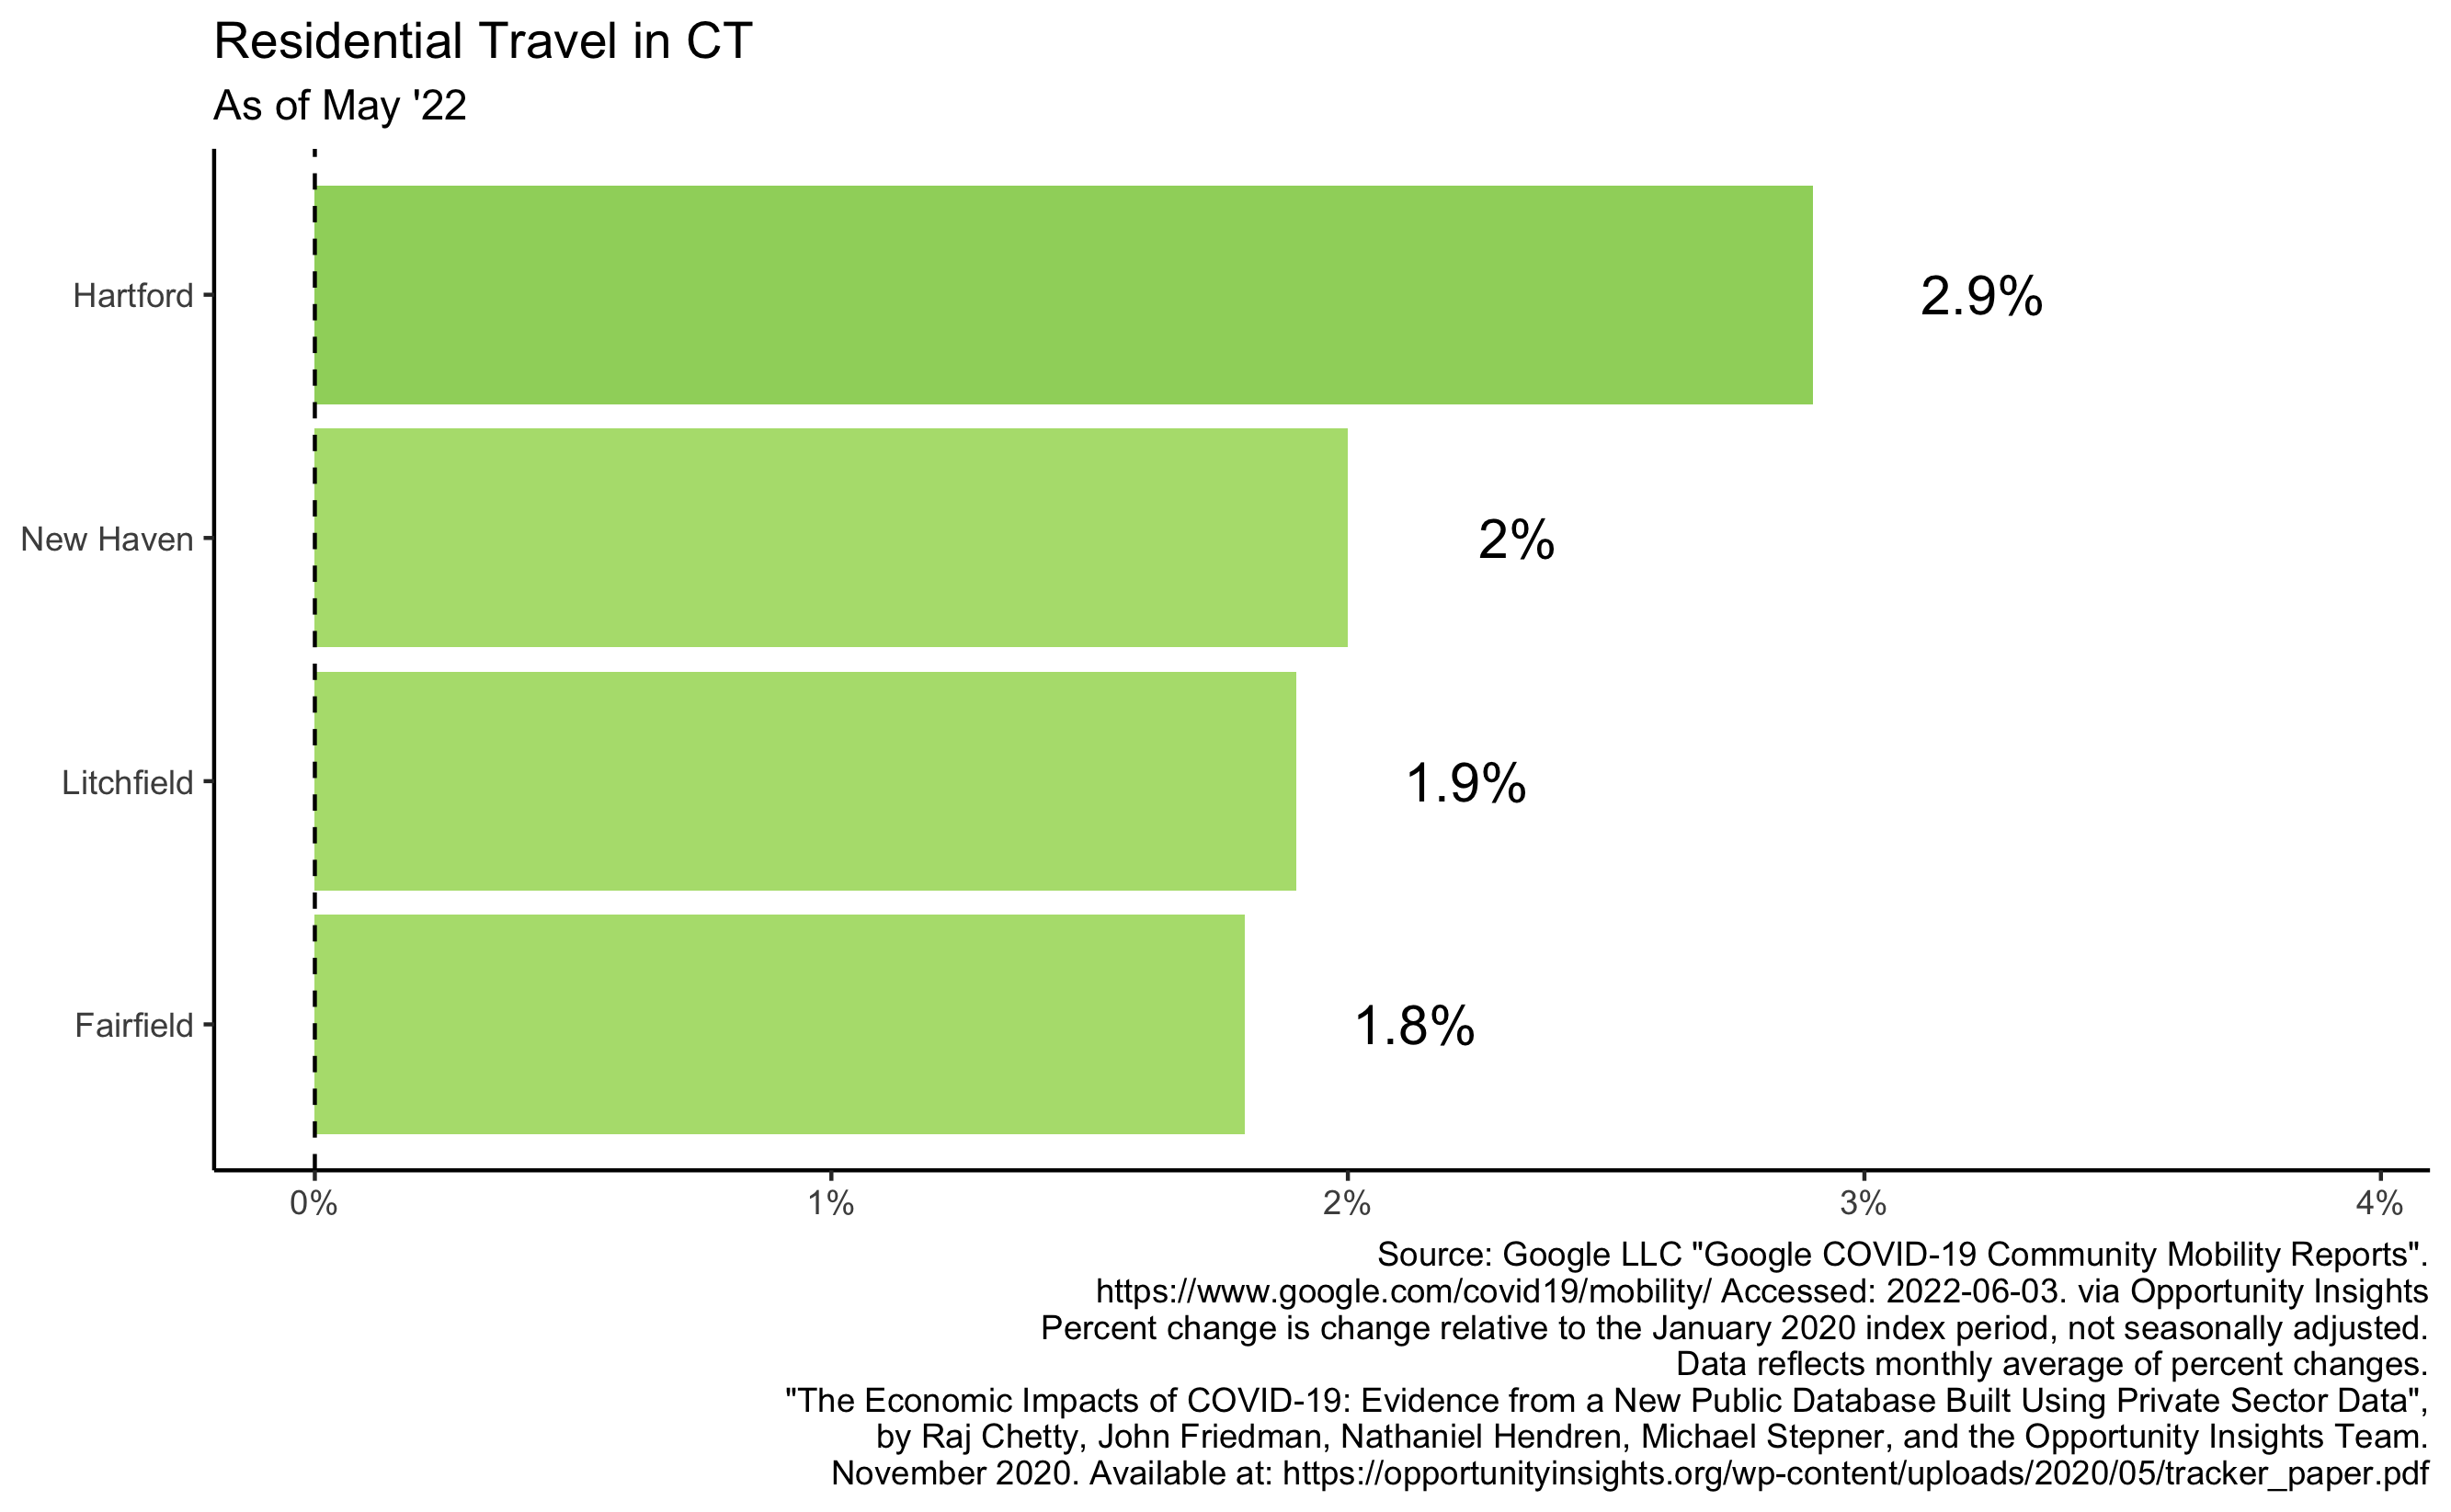 Residential Travel in CT
As of May '22
Hartford
2.9%
New Haven
2%
Litchfield
1.9%
Fairfield
1.8%
0%
1%
2%
3%
4%
Source: Google LLC "Google COVID-19 Community Mobility Reports".
https://www.google.com/covid19/mobility/ Accessed: 2022-06-03. via Opportunity Insights
Percent change is change relative to the January 2020 index period, not seasonally adjusted.
Data reflects monthly average of percent changes.
"The Economic Impacts of COVID-19: Evidence from a New Public Database Built Using Private Sector Data",
by Raj Chetty, John Friedman, Nathaniel Hendren, Michael Stepner, and the Opportunity Insights Team.
November 2020. Available at: https://opportunityinsights.org/wp-content/uploads/2020/05/tracker_paper.pdf